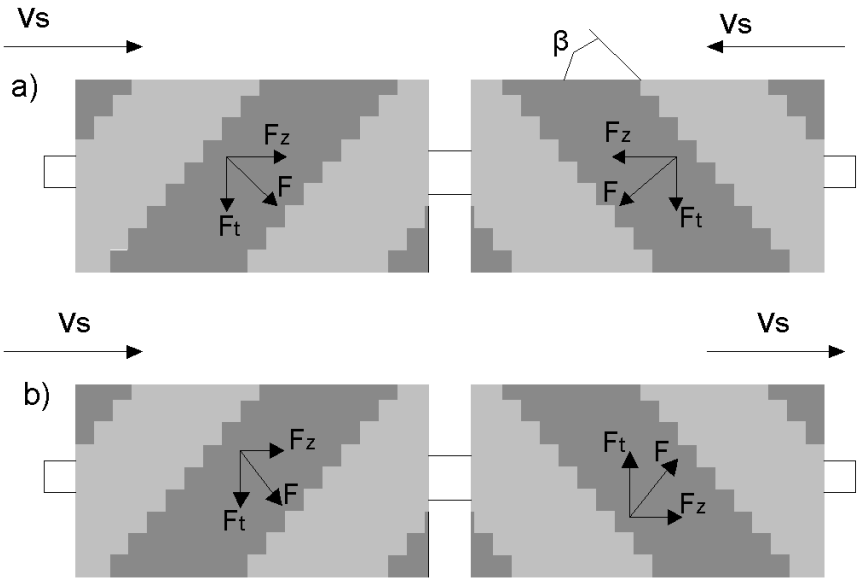 Vs Vs
β
a)
Fz Fz
F F
Ft Ft
Vs Vs
b)
Fz Ft F
F Fz
Ft